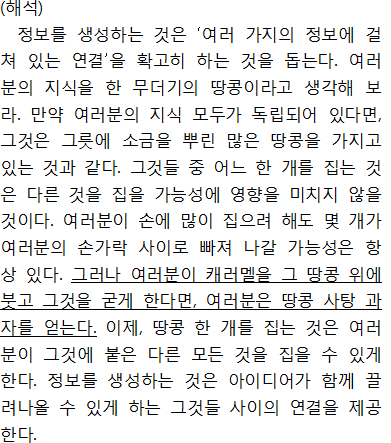 (해석)
정보를 생성하는 것은 ‘여러 가지의 정보에 걸
쳐 있는 연결’을 확고히 하는 것을 돕는다. 여러
분의 지식을 한 무더기의 땅콩이라고 생각해 보
라. 만약 여러분의 지식 모두가 독립되어 있다면,
그것은 그릇에 소금을 뿌린 많은 땅콩을 가지고
있는 것과 같다. 그것들 중 어느 한 개를 집는 것
은 다른 것을 집을 가능성에 영향을 미치지 않을
것이다. 여러분이 손에 많이 집으려 해도 몇 개가
여러분의 손가락 사이로 빠져 나갈 가능성은 항
상 있다. 그러나 여러분이 캐러멜을 그 땅콩 위에
붓고 그것을 굳게 한다면, 여러분은 땅콩 사탕 과
자를 얻는다. 이제, 땅콩 한 개를 집는 것은 여러
분이 그것에 붙은 다른 모든 것을 집을 수 있게
한다. 정보를 생성하는 것은 아이디어가 함께 끌
려나올 수 있게 하는 그것들 사이의 연결을 제공
한다.